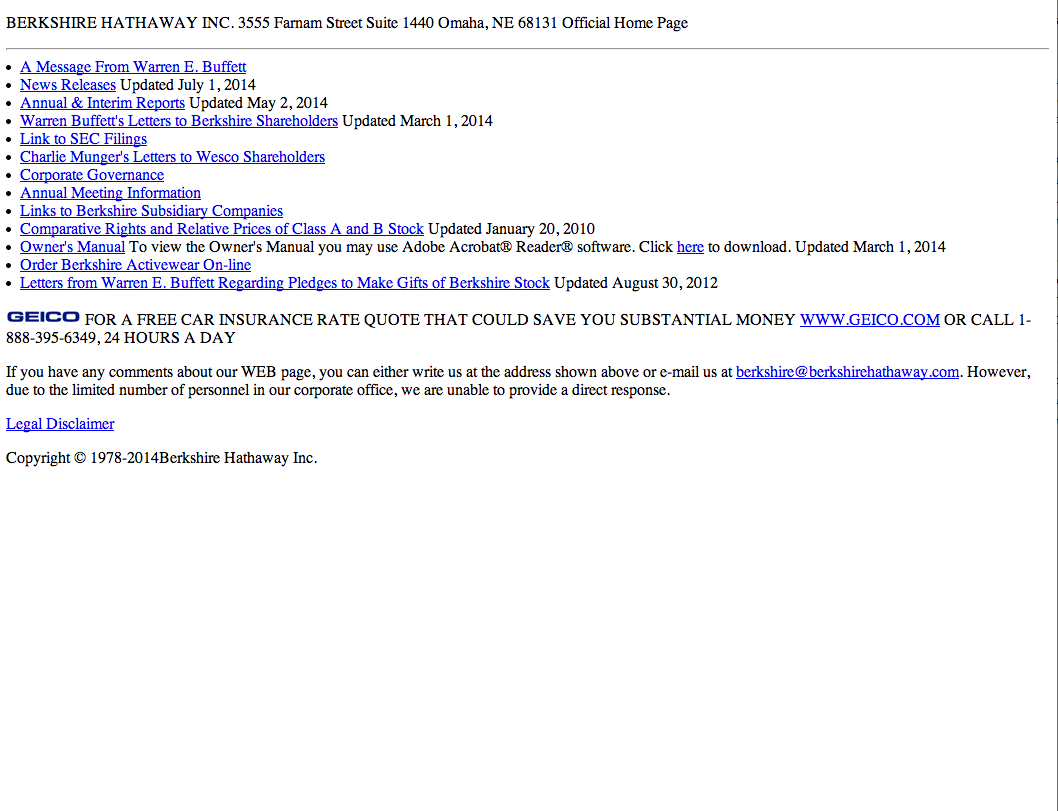 BERKSHIRE HATHAWAY INC. 3555 Farnam Street Suite 1440 Omaha, NE 68131 Official Home Page
• A Message From Warren E. Buffett
• News Releases Updated July 1, 2014
• Annual & Interim Reports Updated May 2, 2014
• Warren Buffett's Letters to Berkshire Shareholders Updated March 1, 2014
• Link to SEC Filings
• Charlie Munger's Letters to Wesco Shareholders
• Corporate Governance
• Annual Meeting Information
• Links to Berkshire Subsidiary Companies
• Comparative Rights and Relative Prices of Class A and B Stock Updated January 20, 2010
• Owner's Manual To view the Owner's Manual you may use Adobe Acrobat® Reader® software. Click here to download. Updated March 1, 2014
• Order Berkshire Activewear On-line
• Letters from Warren E. Buffett Regarding Pledges to Make Gifts of Berkshire Stock Updated August 30, 2012
GEICO FOR A FREE CAR INSURANCE RATE QUOTE THAT COULD SAVE YOU SUBSTANTIAL MONEY WWW.GEICO.COM OR CALL 1-
888-395-6349, 24 HOURS A DAY
If you have any comments about our WEB page, you can either write us at the address shown above or e-mail us at berkshire@berkshirehathaway.com. However,
due to the limited number of personnel in our corporate office, we are unable to provide a direct response.
Legal Disclaimer
Copyright © 1978-2014Berkshire Hathaway Inc.